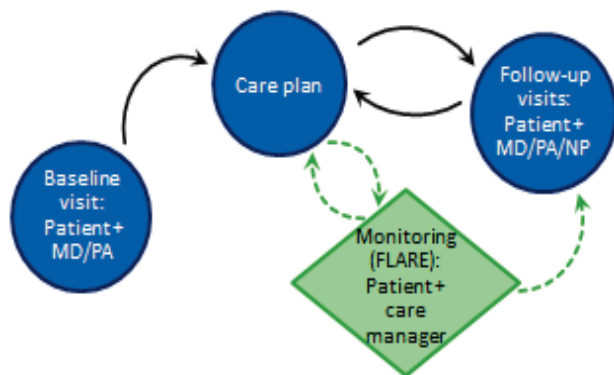 Baseline
visit:
Patient+
MD/PA
Care plan
Follow-up
visits:
Patient+
MD/PA/NP
Monitoring
(FLARE):
Patient+
care
manager